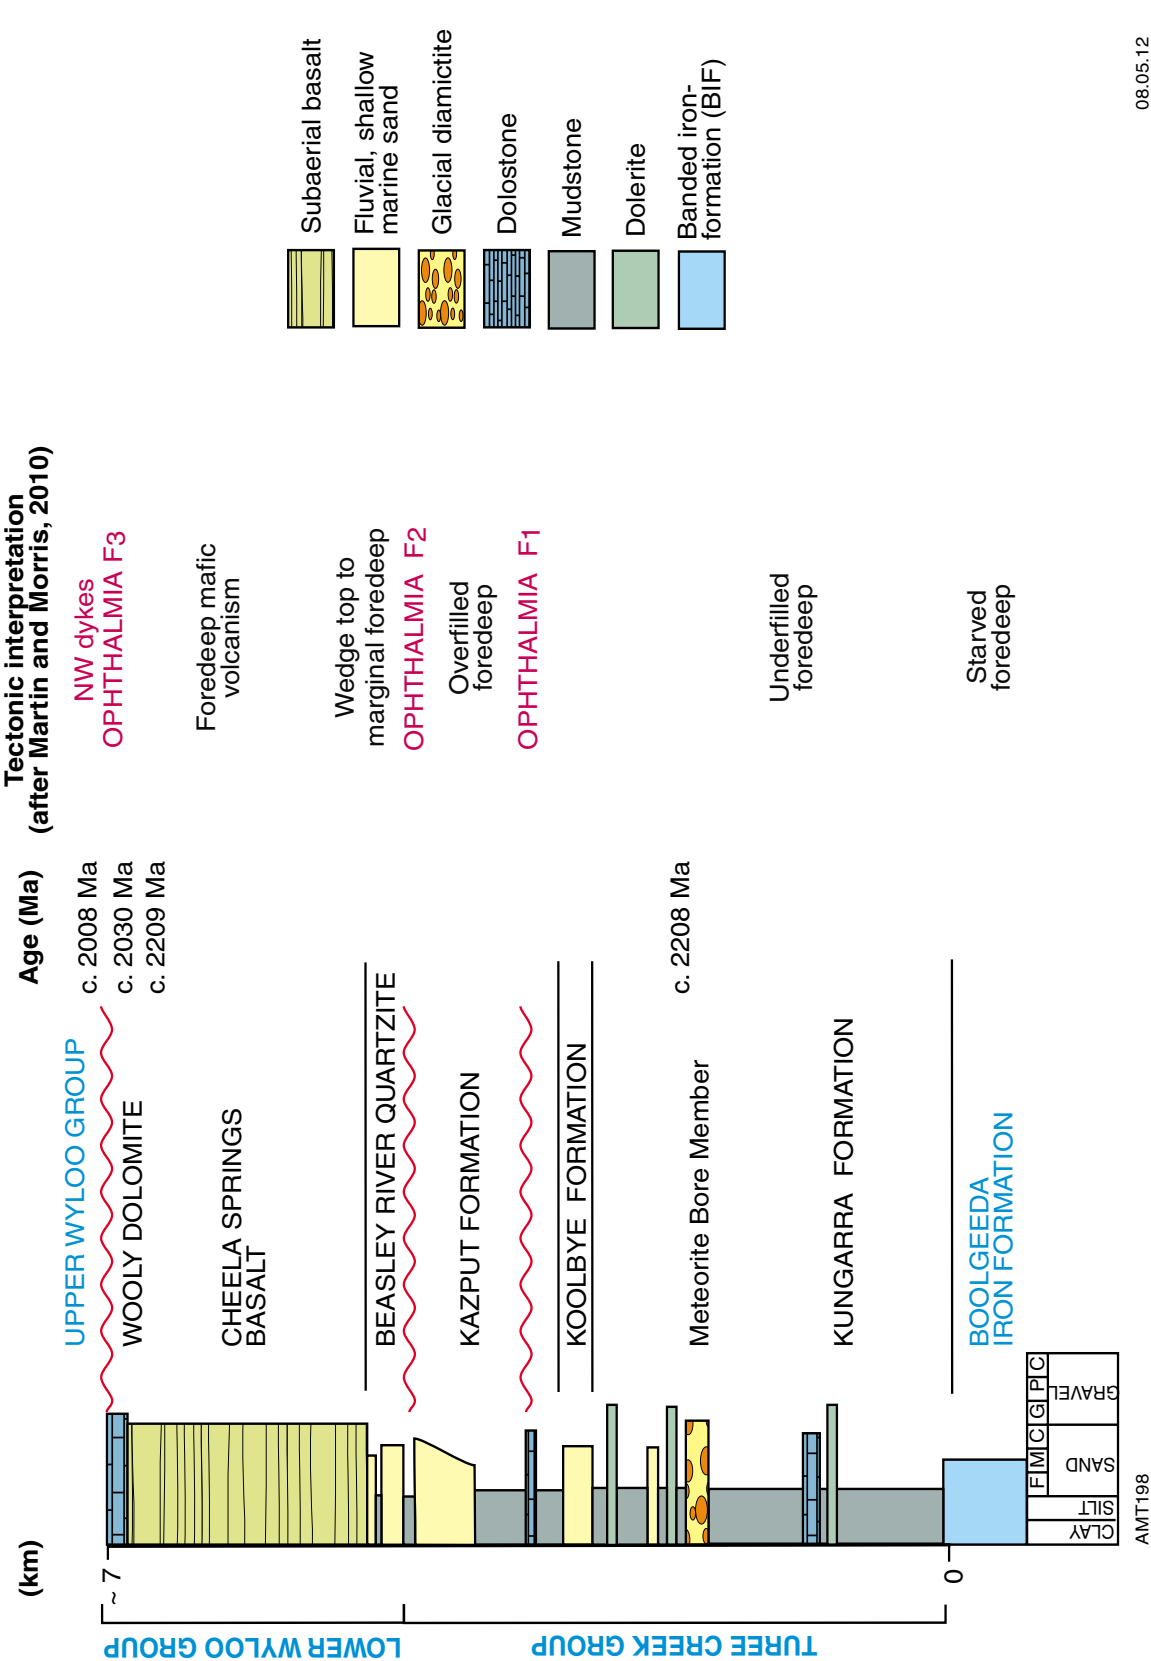 (km)
Age (Ma)
Tectonic interpretation
(after Martin and Morris, 2010)
~ 7
0
LOWER WYLOO GROUP
TUREE CREEK GROUP
UPPER WYLOO GROUP
WOOLY DOLOMITE
CHEELA SPRINGS
BASALT
BEASLEY RIVER QUARTZITE
KAZPUT FORMATION
KOOLBYE FORMATION
Meteorite Bore Member
KUNGARRA FORMATION
BOOLGEEDA
IRON FORMATION
c. 2008 Ma
c. 2030 Ma
c. 2209 Ma
c. 2208 Ma
NW dykes
OPHTHALMIA F3
Foredeep mafic
volcanism
Wedge top to
marginal foredeep
OPHTHALMIA F2
Overfilled
foredeep
OPHTHALMIA F1
Underfilled
foredeep
Starved
foredeep
Subaerial basalt
Fluvial, shallow
marine sand
Glacial diamictite
Dolostone
Mudstone
Dolerite
Banded iron-
formation (BIF)
F M C G P C
CLAY
SILT
SAND
GRAVEL
AMT198
08.05.12